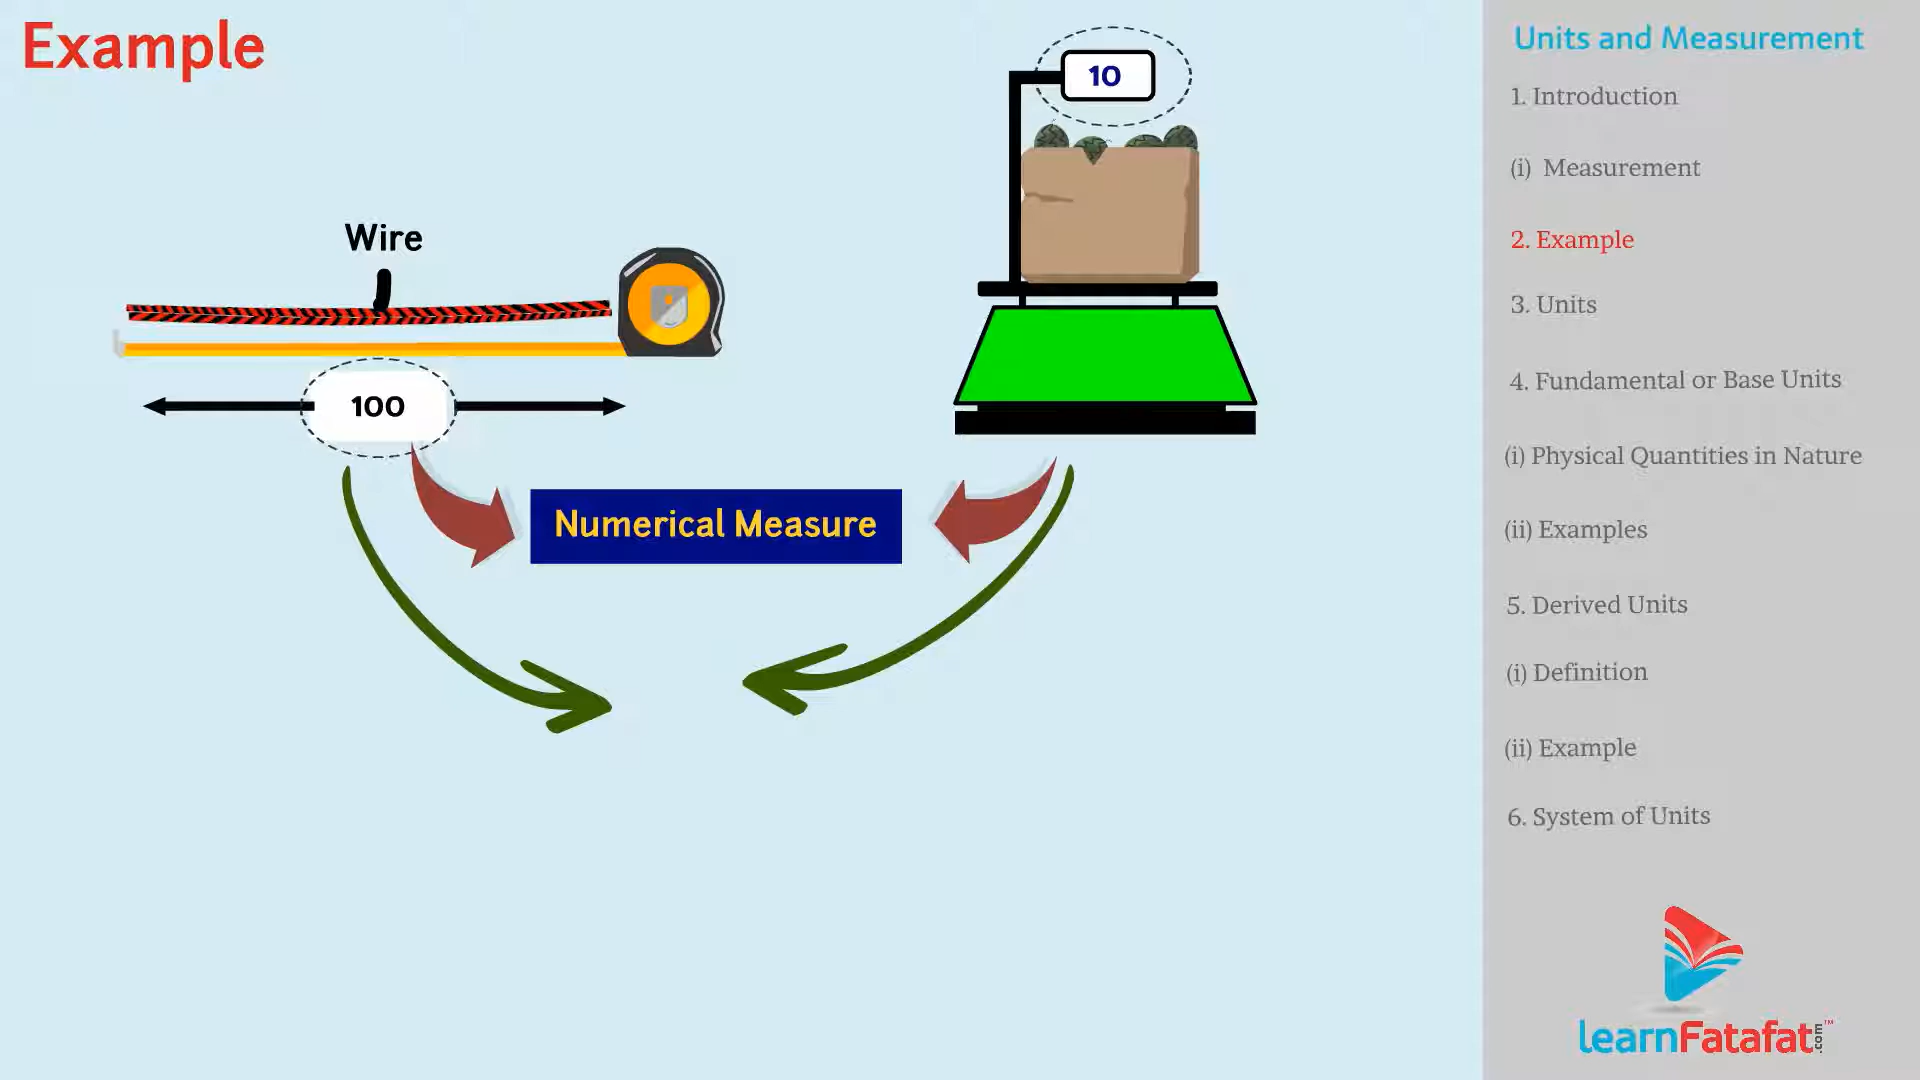 Example
10
Wire
100
Numerical Measure
Units and Measurement
1. Introduction
(i) Measurement
2. Example
3. Units
4. Fundamental or Base Units
(i) Physical Quantities in Nature
(ii) Examples
5. Derived Units
(i) Definition
(ii) Example
6. System of Units
learnFatafat.com™